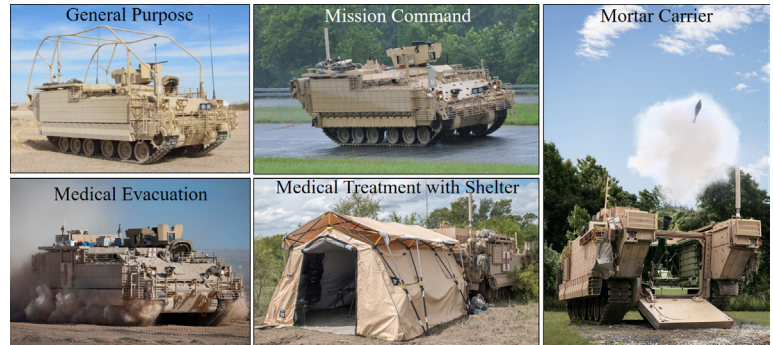 General Purpose
Mission Command
Mortar Carrier
Medical Evacuation
Medical Treatment with Shelter